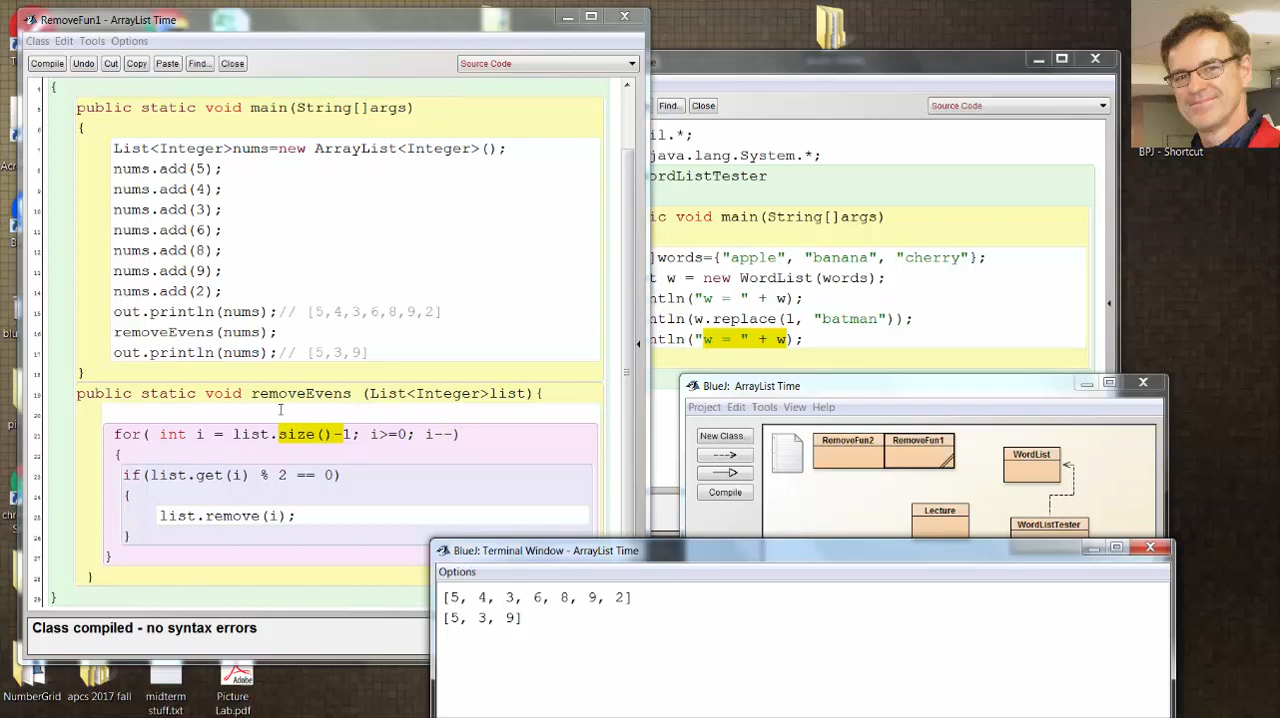 RemoveFun1 - ArrayList Time
Class Edit Tools Options
Compile Undo Cut Copy Paste Find... Close Source Code
{
public static void main(String[]args)
{
List<Integer>nums=new ArrayList<Integer>();
nums.add(5);
nums.add(4);
nums.add(3);
nums.add(6);
nums.add(8);
nums.add(9);
nums.add(2);
out.println(nums);// [5,4,3,6,8,9,2]
removeEvens(nums);
out.println(nums);// [5,3,9]
}
public static void removeEvens (List<Integer>list){
for( int i = list.size()-1; i>=0; i--)
{
if(list.get(i) % 2 == 0)
{
list.remove(i);
}
}
}
}
Class compiled - no syntax errors
Find... Close Source Code
il.*;
java.lang.System.*;
ordListTester
ic void main(String[]args)
]words={"apple", "banana", "cherry"};
t w = new WordList(words);
ntln("w = " + w);
ntln(w.replace(1, "batman"));
ntln("w = " + w);
BPJ - Shortcut
BlueJ: ArrayList Time
Project Edit Tools View Help
New Class...
Compile
RemoveFun2 RemoveFun1
WordList
Lecture
WordListTester
BlueJ: Terminal Window - ArrayList Time
Options
[5, 4, 3, 6, 8, 9, 2]
[5, 3, 9]
NumberGrid
apcs 2017 fall
midterm
stuff.txt
Adobe
Picture
Lab.pdf